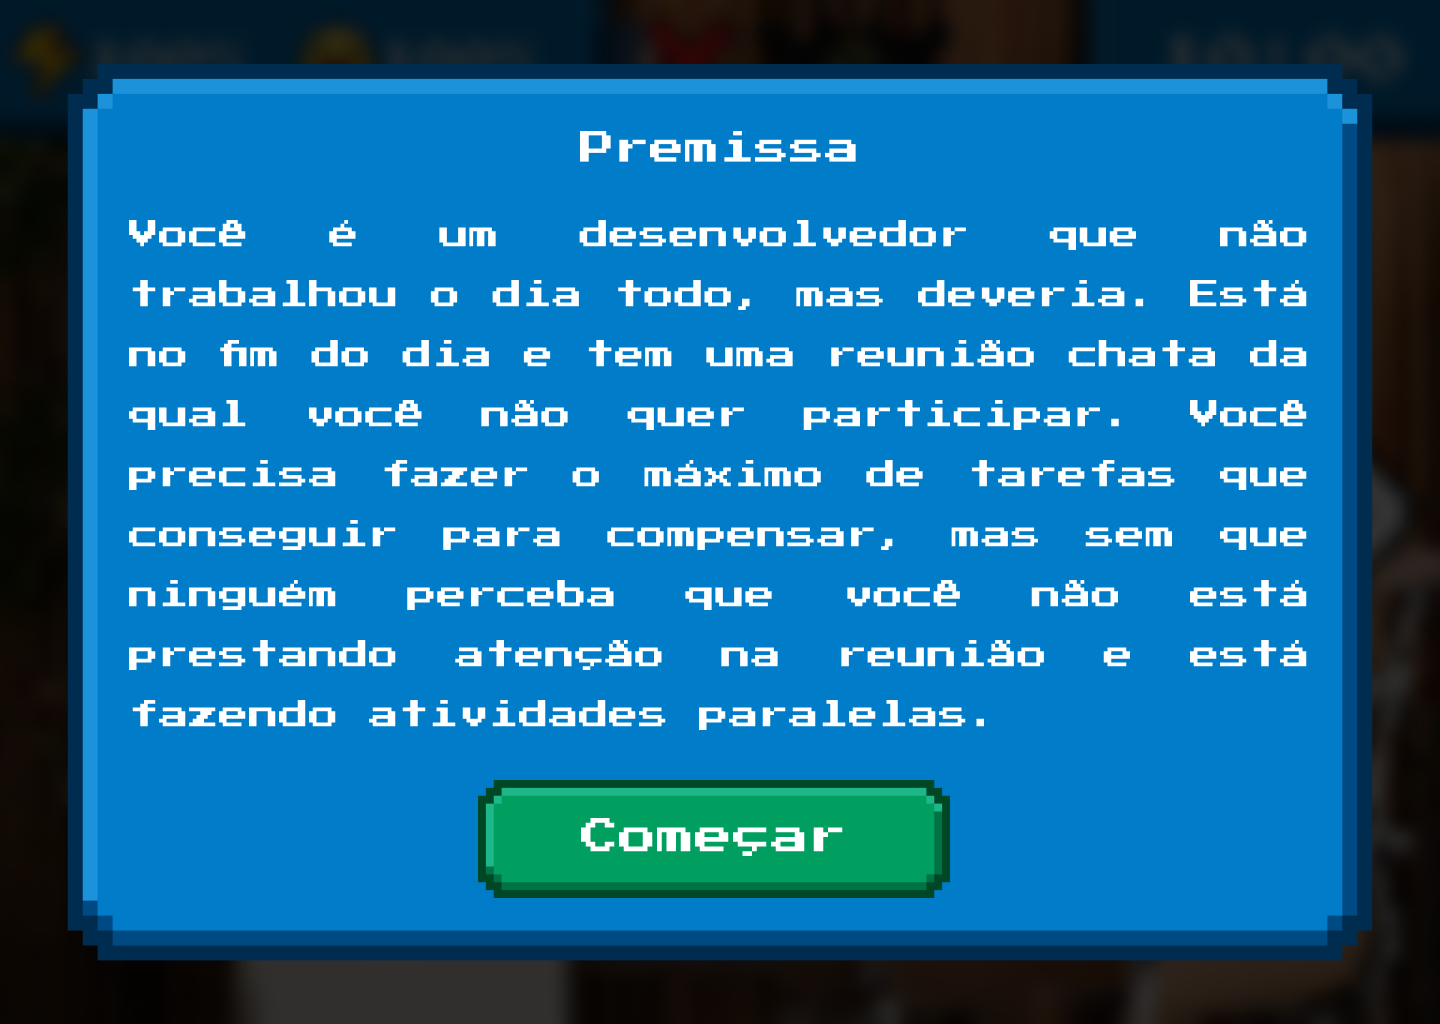 Premissa
Você é um desenvolvedor que não
trabalhou o dia todo, mas deveria. Está
no fim do dia e tem uma reunião chata da
qual você não quer participar. Você
precisa fazer o máximo de tarefas que
conseguir para compensar, mas sem que
ninguém perceba que você não está
prestando atenção na reunião e está
fazendo atividades paralelas.
Começar